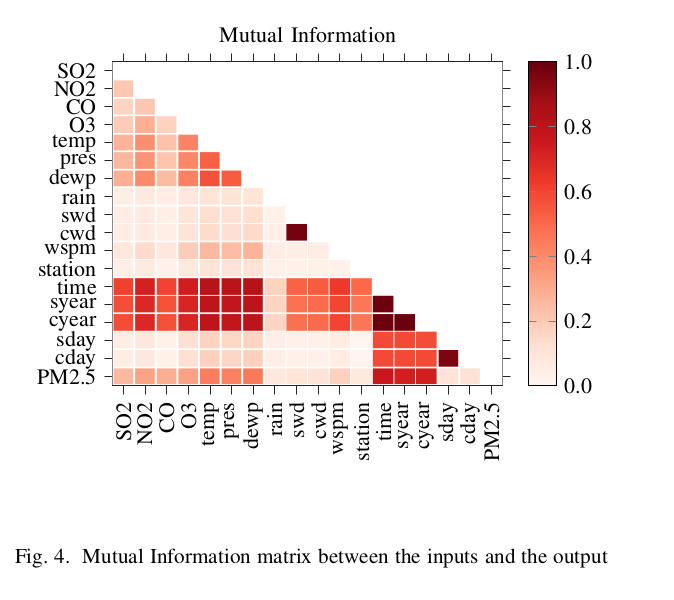 Mutual Information
SO2
NO2
CO
O3
temp
pres
dewp
rain
swd
cwd
wspm
station
time
syear
cyear
sday
cday
PM2.5
SO2
NO2
CO
O3
temp
pres
dewp
rain
swd
cwd
wspm
station
time
syear
cyear
sday
cday
PM2.5
1.0
0.8
0.6
0.4
0.2
0.0
Fig. 4. Mutual Information matrix between the inputs and the output